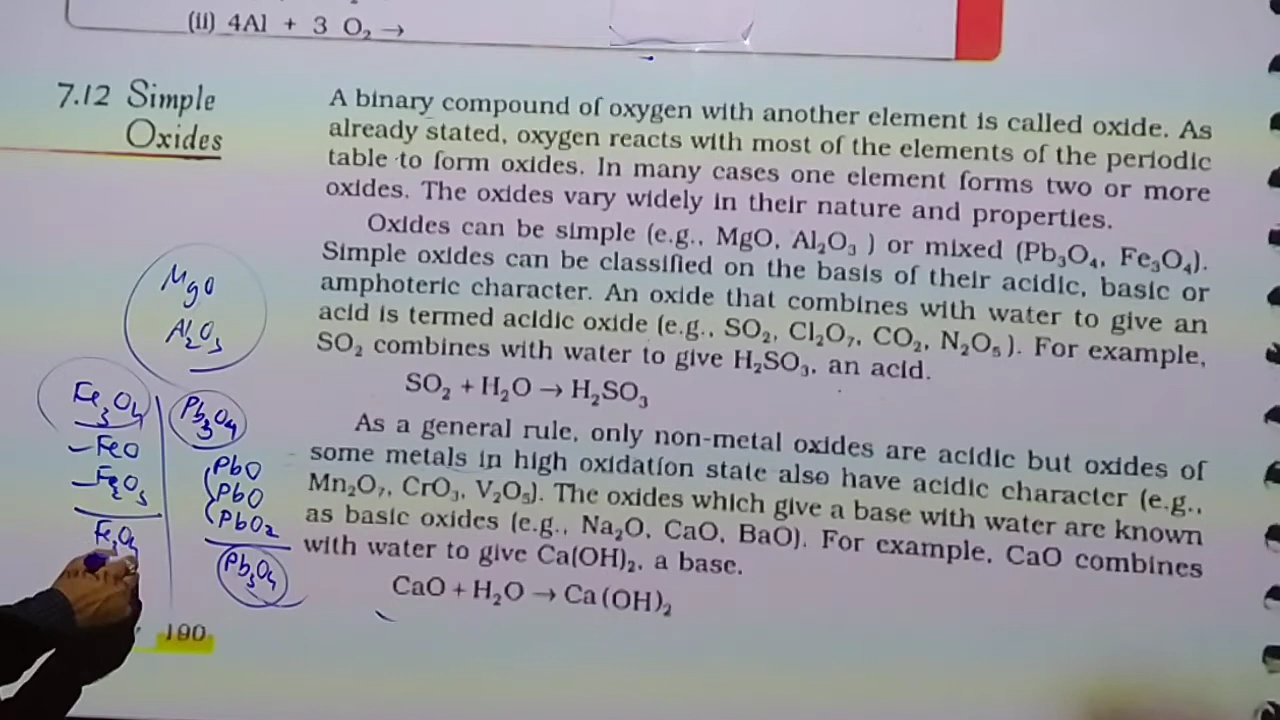 (ii) 4Al + 3 O₂ →
7.12 Simple
Oxides
A binary compound of oxygen with another element is called oxide. As
already stated, oxygen reacts with most of the elements of the periodic
table to form oxides. In many cases one element forms two or more
oxides. The oxides vary widely in their nature and properties.
Oxides can be simple (e.g., MgO, Al₂O₃ ) or mixed (Pb₃O₄, Fe₃O₄).
Simple oxides can be classified on the basis of their acidic, basic or
amphoteric character. An oxide that combines with water to give an
acid is termed acidic oxide (e.g., SO₂, Cl₂O₇, CO₂, N₂O₅ ). For example,
SO₂ combines with water to give H₂SO₃, an acid.
SO₂ + H₂O → H₂SO₃
As a general rule, only non-metal oxides are acidic but oxides of
some metals in high oxidation state also have acidic character (e.g.,
Mn₂O₇, CrO₃, V₂O₅). The oxides which give a base with water are known
as basic oxides (e.g., Na₂O, CaO, BaO). For example, CaO combines
with water to give Ca(OH)₂, a base.
CaO + H₂O → Ca (OH)₂
MgO
Al₂O₃
Fe₃O₄
– FeO
– Fe₂O₃
Fe₃O₄
Pb₃O₄
PbO
PbO
PbO₂
Pb₃O₄
190